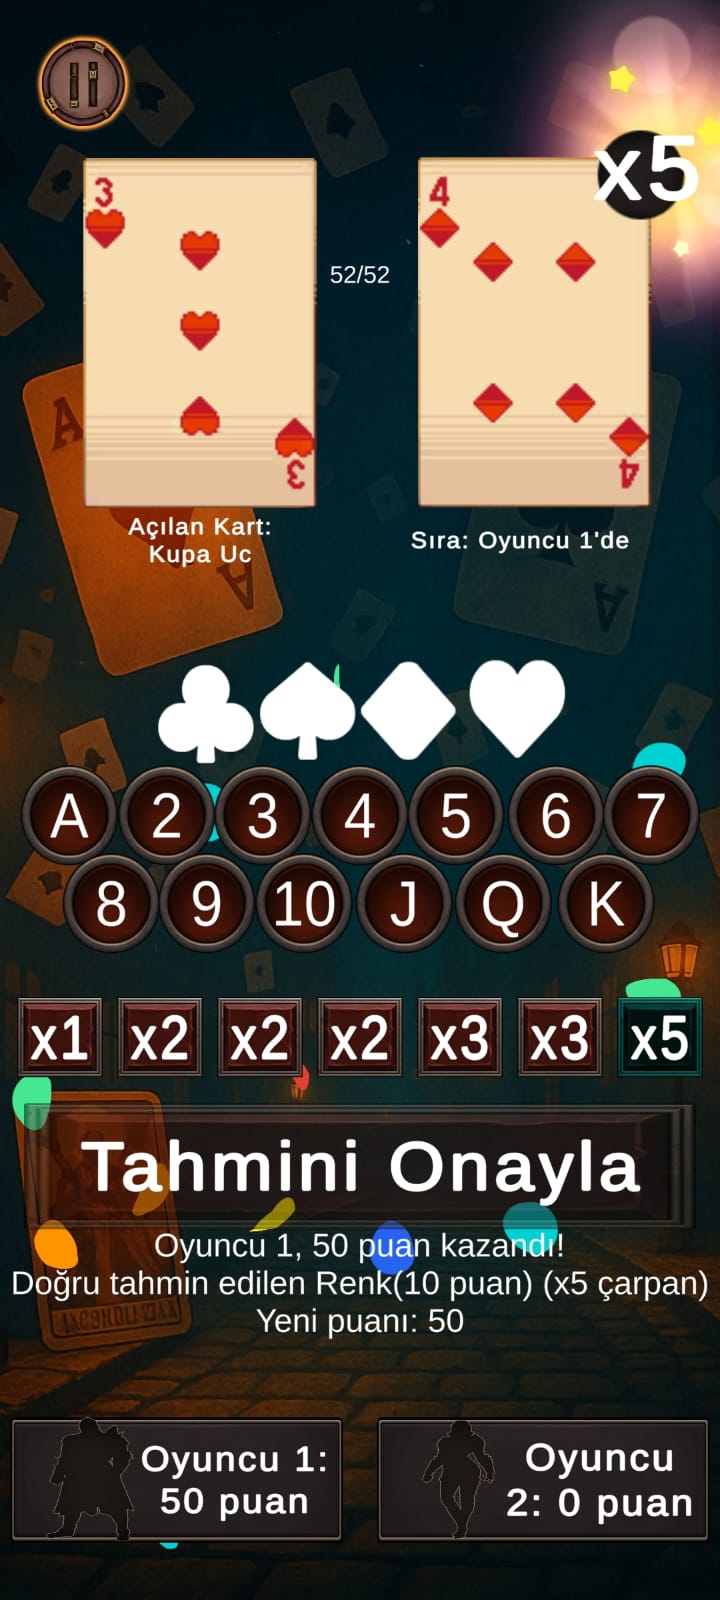 x5
3
4
52/52
3
4
Açılan Kart:
Kupa Uc
Sıra: Oyuncu 1'de
A
A
A
A 2 3 4 5 6 7
8 9 10 J Q K
x1 x2 x2 x2 x3 x3 x5
Tahmini Onayla
Oyuncu 1, 50 puan kazandı!
Doğru tahmin edilen Renk(10 puan) (x5 çarpan)
Yeni puanı: 50
Oyuncu 1:
50 puan
Oyuncu
2: 0 puan